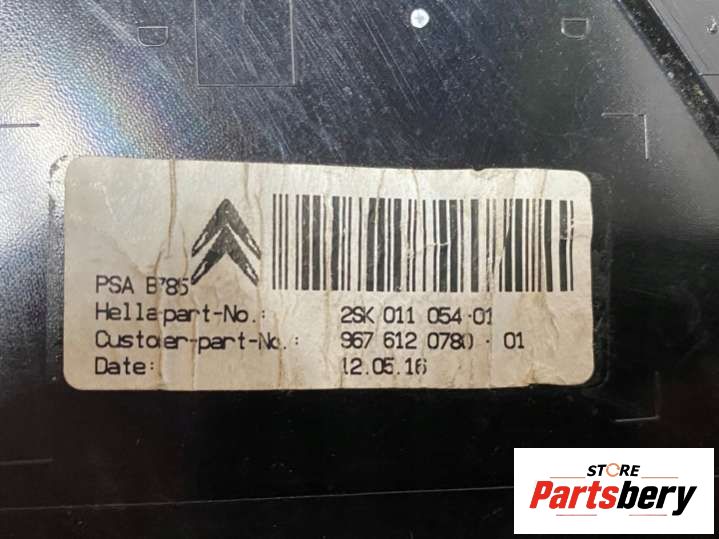 D
D
PSA B785
Hella-part-No.: 2SK 011 054-01
Custoer-part-No.: 967 612 0780 - 01
Date: 12.05.16
STORE
Partsbery